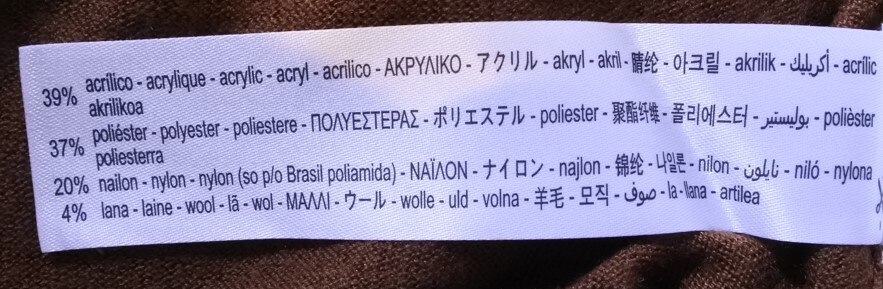 39% acrílico - acrylique - acrylic - acryl - acrilico - ΑΚΡΥΛΙΚΟ - アクリル - akryl - akril - 腈纶 - 아크릴 - akrilik - أكريليك - acrílic
akrilikoa
37% poliéster - polyester - poliestere - ΠΟΛΥΕΣΤΕΡΑΣ - ポリエステル - poliester - 聚酯纤维 - 폴리에스터 - بوليستير - polièster
poliesterra
20% nailon - nylon - nylon (so p/o Brasil poliamida) - ΝΑΪΛΟΝ - ナイロン - najlon - 锦纶 - 나일론 - nilon - نايلون - niló - nylona
4% lana - laine - wool - lã - wol - ΜΑΛΛΙ - ウール - wolle - uld - volna - 羊毛 - 모직 - صوف - la - llana - artilea